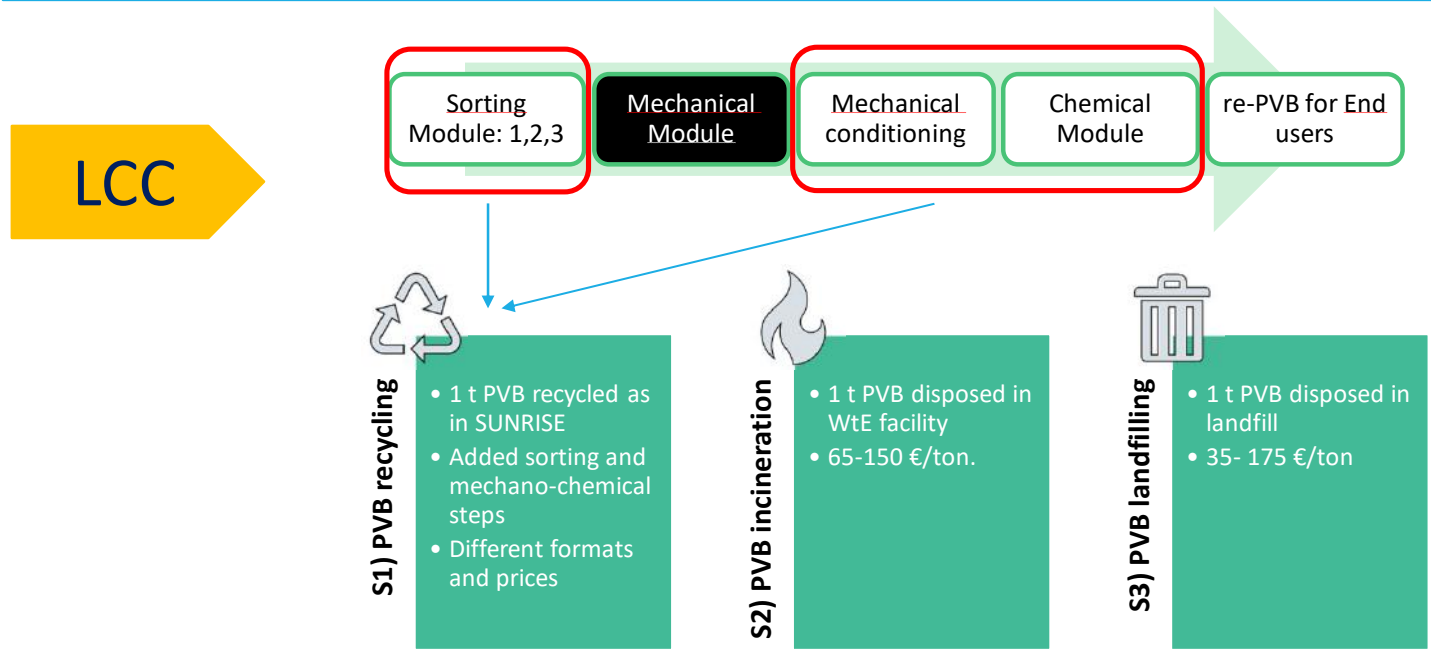 LCC
Sorting
Module: 1,2,3
Mechanical
Module
Mechanical
conditioning
Chemical
Module
re-PVB for End
users
S1) PVB recycling
• 1 t PVB recycled as
in SUNRISE
• Added sorting and
mechano-chemical
steps
• Different formats
and prices
S2) PVB incineration
• 1 t PVB disposed in
WtE facility
• 65-150 €/ton.
S3) PVB landfilling
• 1 t PVB disposed in
landfill
• 35- 175 €/ton